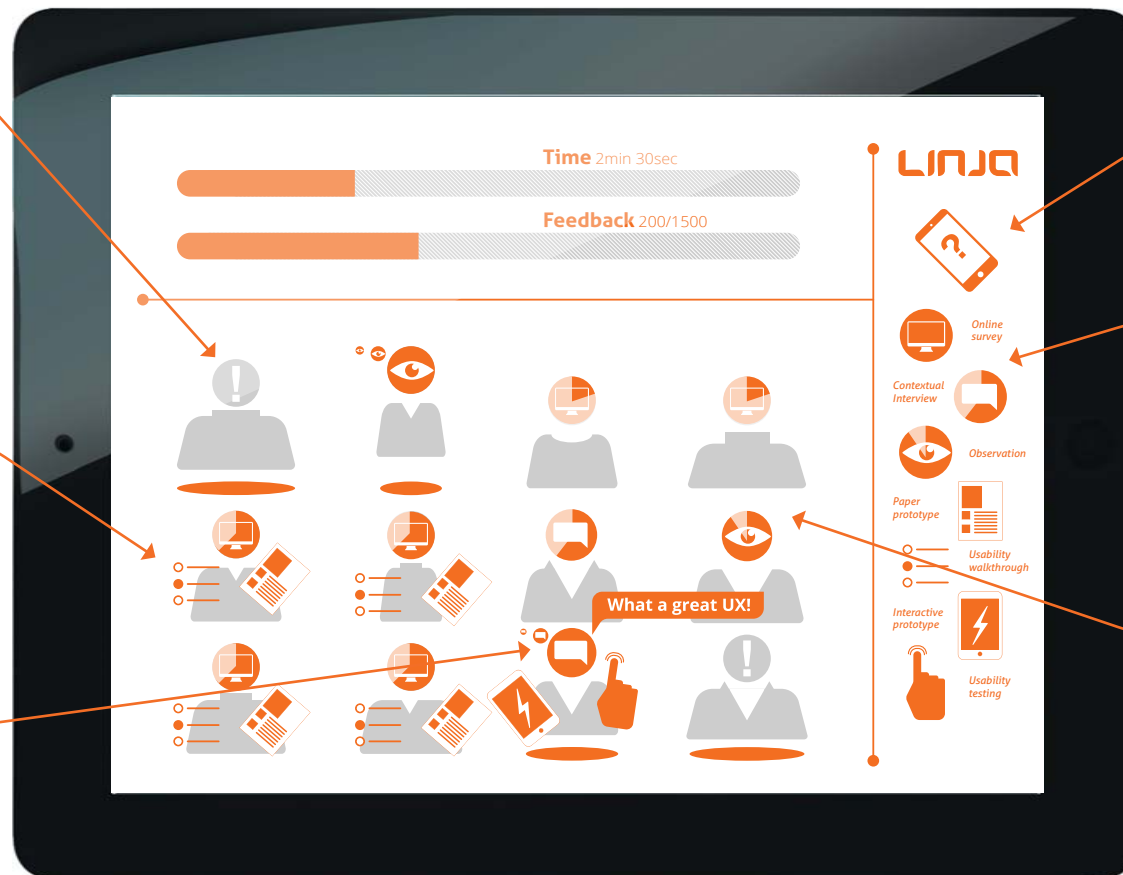 Time 2min 30sec
Feedback 200/1500
LINJA
Online
survey
Contextual
Interview
Observation
Paper
prototype
Usability
walkthrough
Interactive
prototype
Usability
testing
What a great UX!